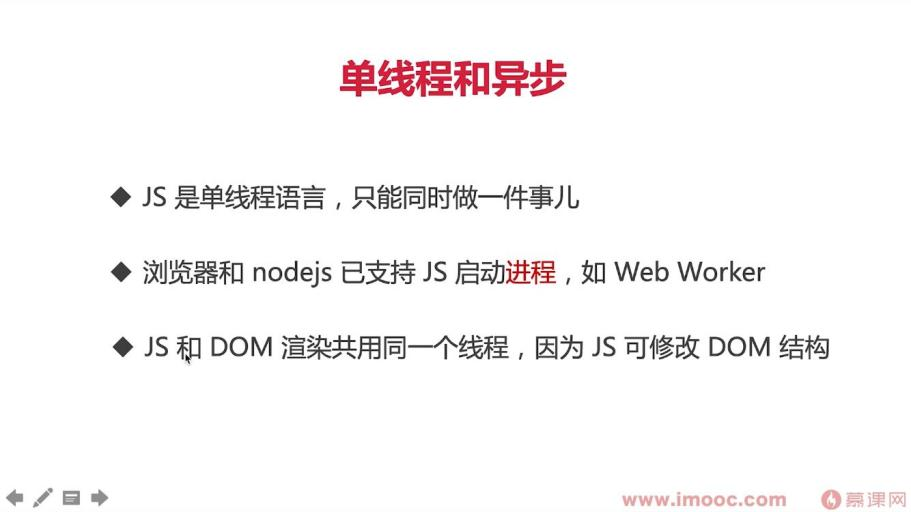 单线程和异步
◆ JS 是单线程语言，只能同时做一件事儿
◆ 浏览器和 nodejs 已支持 JS 启动进程，如 Web Worker
◆ JS 和 DOM 渲染共用同一个线程，因为 JS 可修改 DOM 结构
www.imooc.com 慕课网